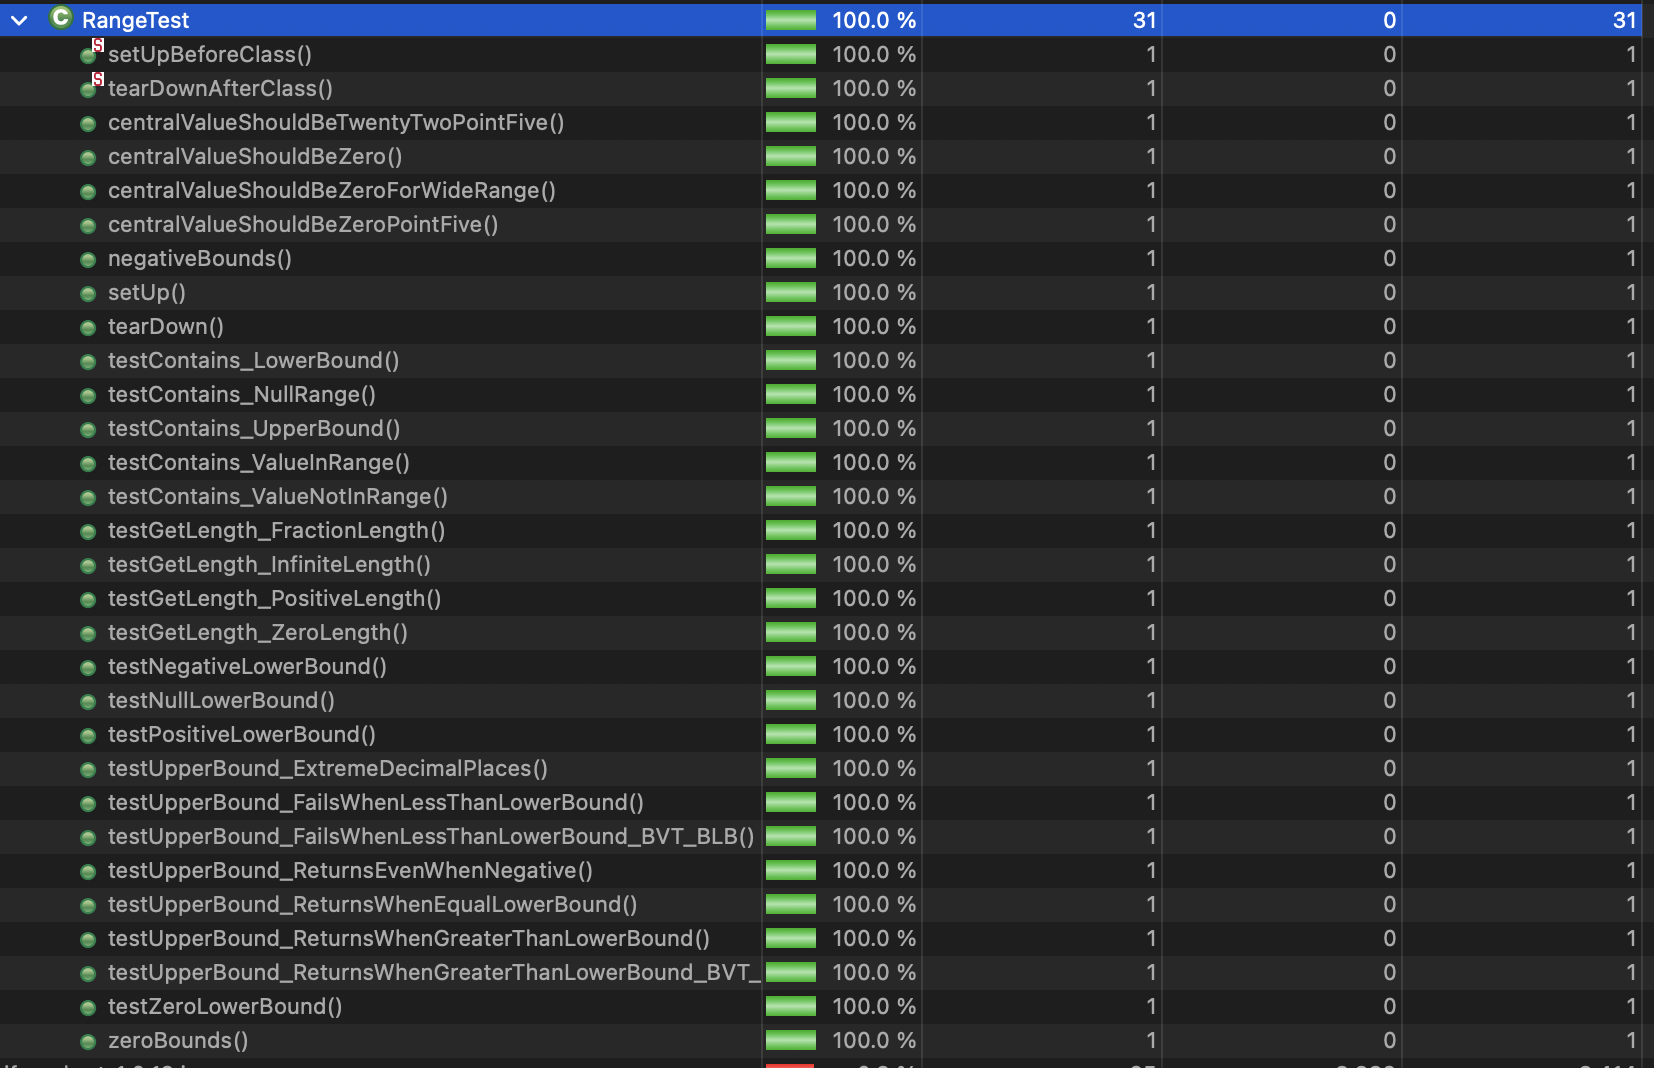 RangeTest 100.0 % 31 0 31
setUpBeforeClass() 100.0 % 1 0 1
tearDownAfterClass() 100.0 % 1 0 1
centralValueShouldBeTwentyTwoPointFive() 100.0 % 1 0 1
centralValueShouldBeZero() 100.0 % 1 0 1
centralValueShouldBeZeroForWideRange() 100.0 % 1 0 1
centralValueShouldBeZeroPointFive() 100.0 % 1 0 1
negativeBounds() 100.0 % 1 0 1
setUp() 100.0 % 1 0 1
tearDown() 100.0 % 1 0 1
testContains_LowerBound() 100.0 % 1 0 1
testContains_NullRange() 100.0 % 1 0 1
testContains_UpperBound() 100.0 % 1 0 1
testContains_ValueInRange() 100.0 % 1 0 1
testContains_ValueNotInRange() 100.0 % 1 0 1
testGetLength_FractionLength() 100.0 % 1 0 1
testGetLength_InfiniteLength() 100.0 % 1 0 1
testGetLength_PositiveLength() 100.0 % 1 0 1
testGetLength_ZeroLength() 100.0 % 1 0 1
testNegativeLowerBound() 100.0 % 1 0 1
testNullLowerBound() 100.0 % 1 0 1
testPositiveLowerBound() 100.0 % 1 0 1
testUpperBound_ExtremeDecimalPlaces() 100.0 % 1 0 1
testUpperBound_FailsWhenLessThanLowerBound() 100.0 % 1 0 1
testUpperBound_FailsWhenLessThanLowerBound_BVT_BLB() 100.0 % 1 0 1
testUpperBound_ReturnsEvenWhenNegative() 100.0 % 1 0 1
testUpperBound_ReturnsWhenEqualLowerBound() 100.0 % 1 0 1
testUpperBound_ReturnsWhenGreaterThanLowerBound() 100.0 % 1 0 1
testUpperBound_ReturnsWhenGreaterThanLowerBound_BVT_ 100.0 % 1 0 1
testZeroLowerBound() 100.0 % 1 0 1
zeroBounds() 100.0 % 1 0 1